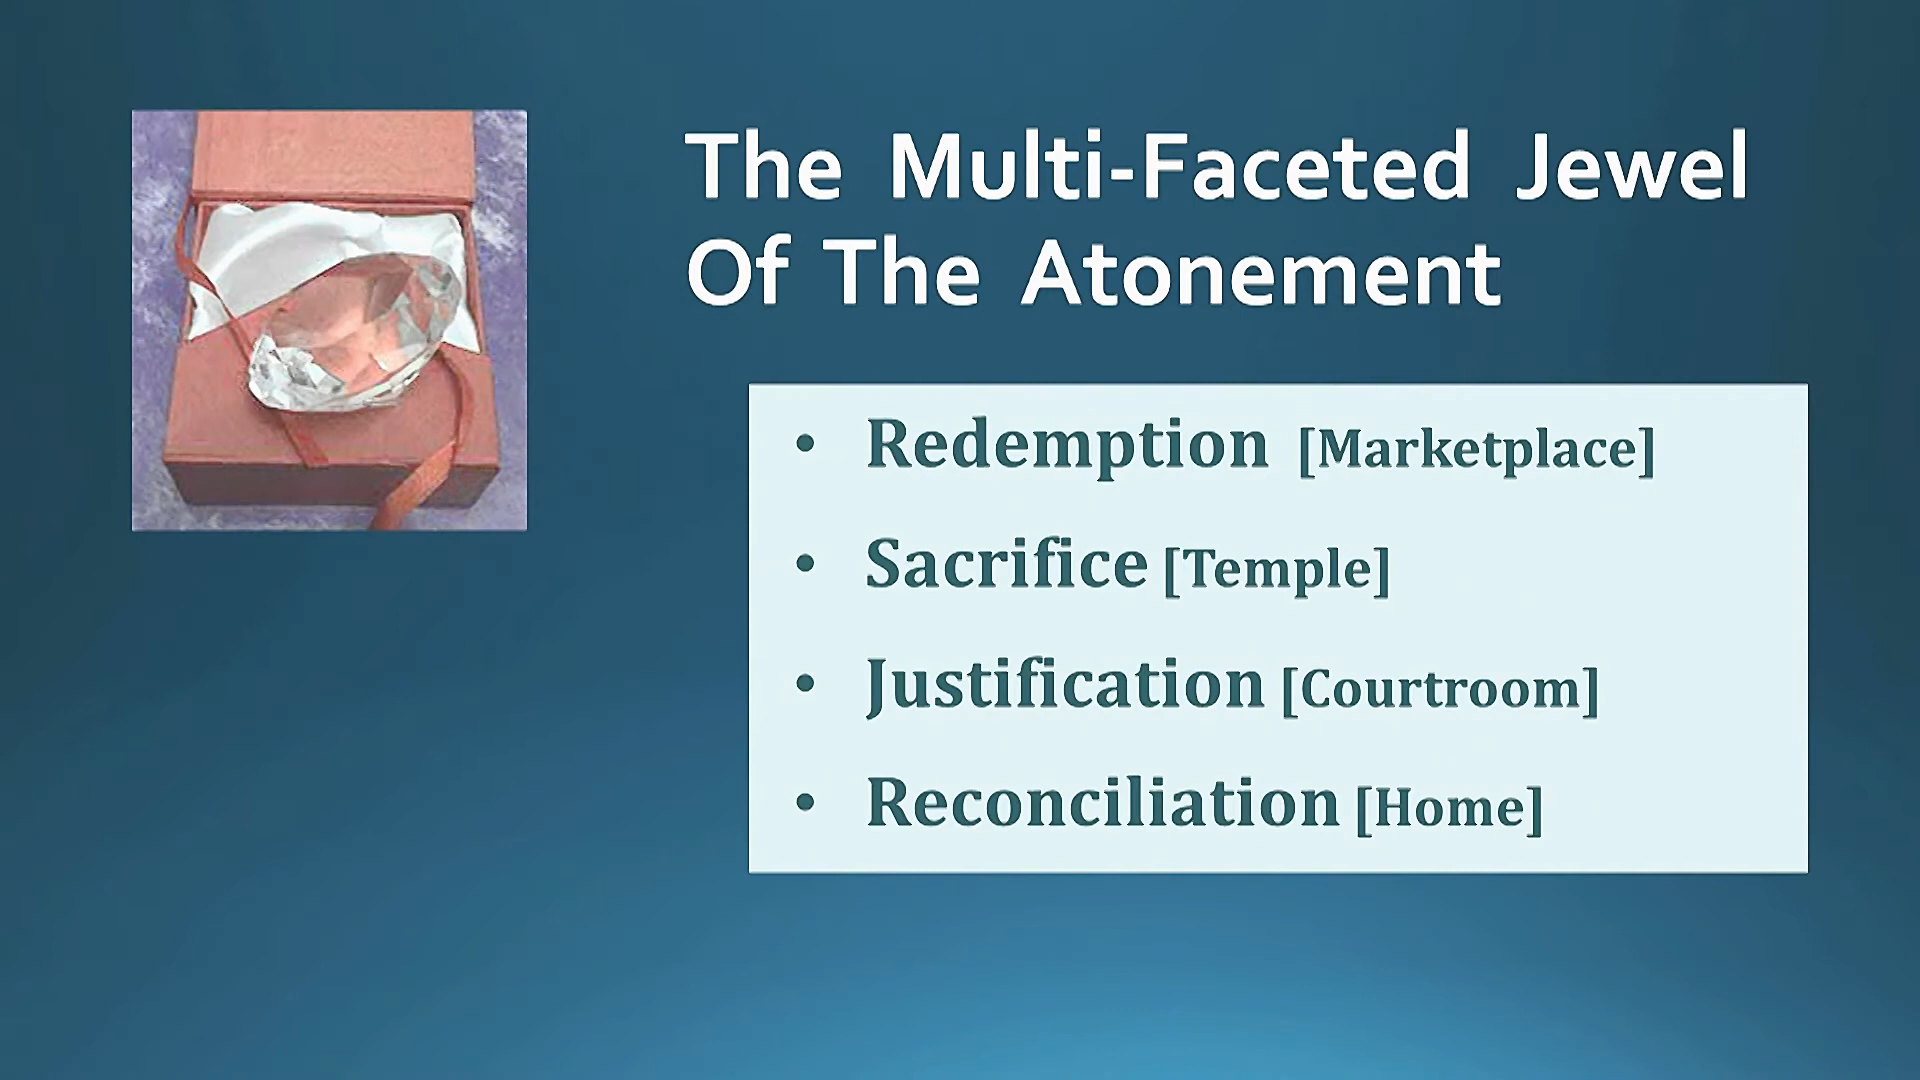 The Multi-Faceted Jewel
Of The Atonement
• Redemption [Marketplace]
• Sacrifice [Temple]
• Justification [Courtroom]
• Reconciliation [Home]